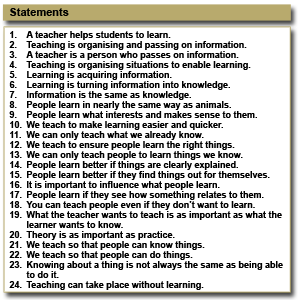 Statements
1. A teacher helps students to learn.
2. Teaching is organising and passing on information.
3. A teacher is a person who passes on information.
4. Teaching is organising situations to enable learning.
5. Learning is acquiring information.
6. Learning is turning information into knowledge.
7. Information is the same as knowledge.
8. People learn in nearly the same way as animals.
9. People learn what interests and makes sense to them.
10. We teach to make learning easier and quicker.
11. We can only teach what we already know.
12. We teach to ensure people learn the right things.
13. We can only teach people to learn things we know.
14. People learn better if things are clearly explained.
15. People learn better if they find things out for themselves.
16. It is important to influence what people learn.
17. People learn if they see how something relates to them.
18. You can teach people even if they don't want to learn.
19. What the teacher wants to teach is as important as what the
learner wants to know.
20. Theory is as important as practice.
21. We teach so that people can know things.
22. We teach so that people can do things.
23. Knowing about a thing is not always the same as being able
to do it.
24. Teaching can take place without learning.